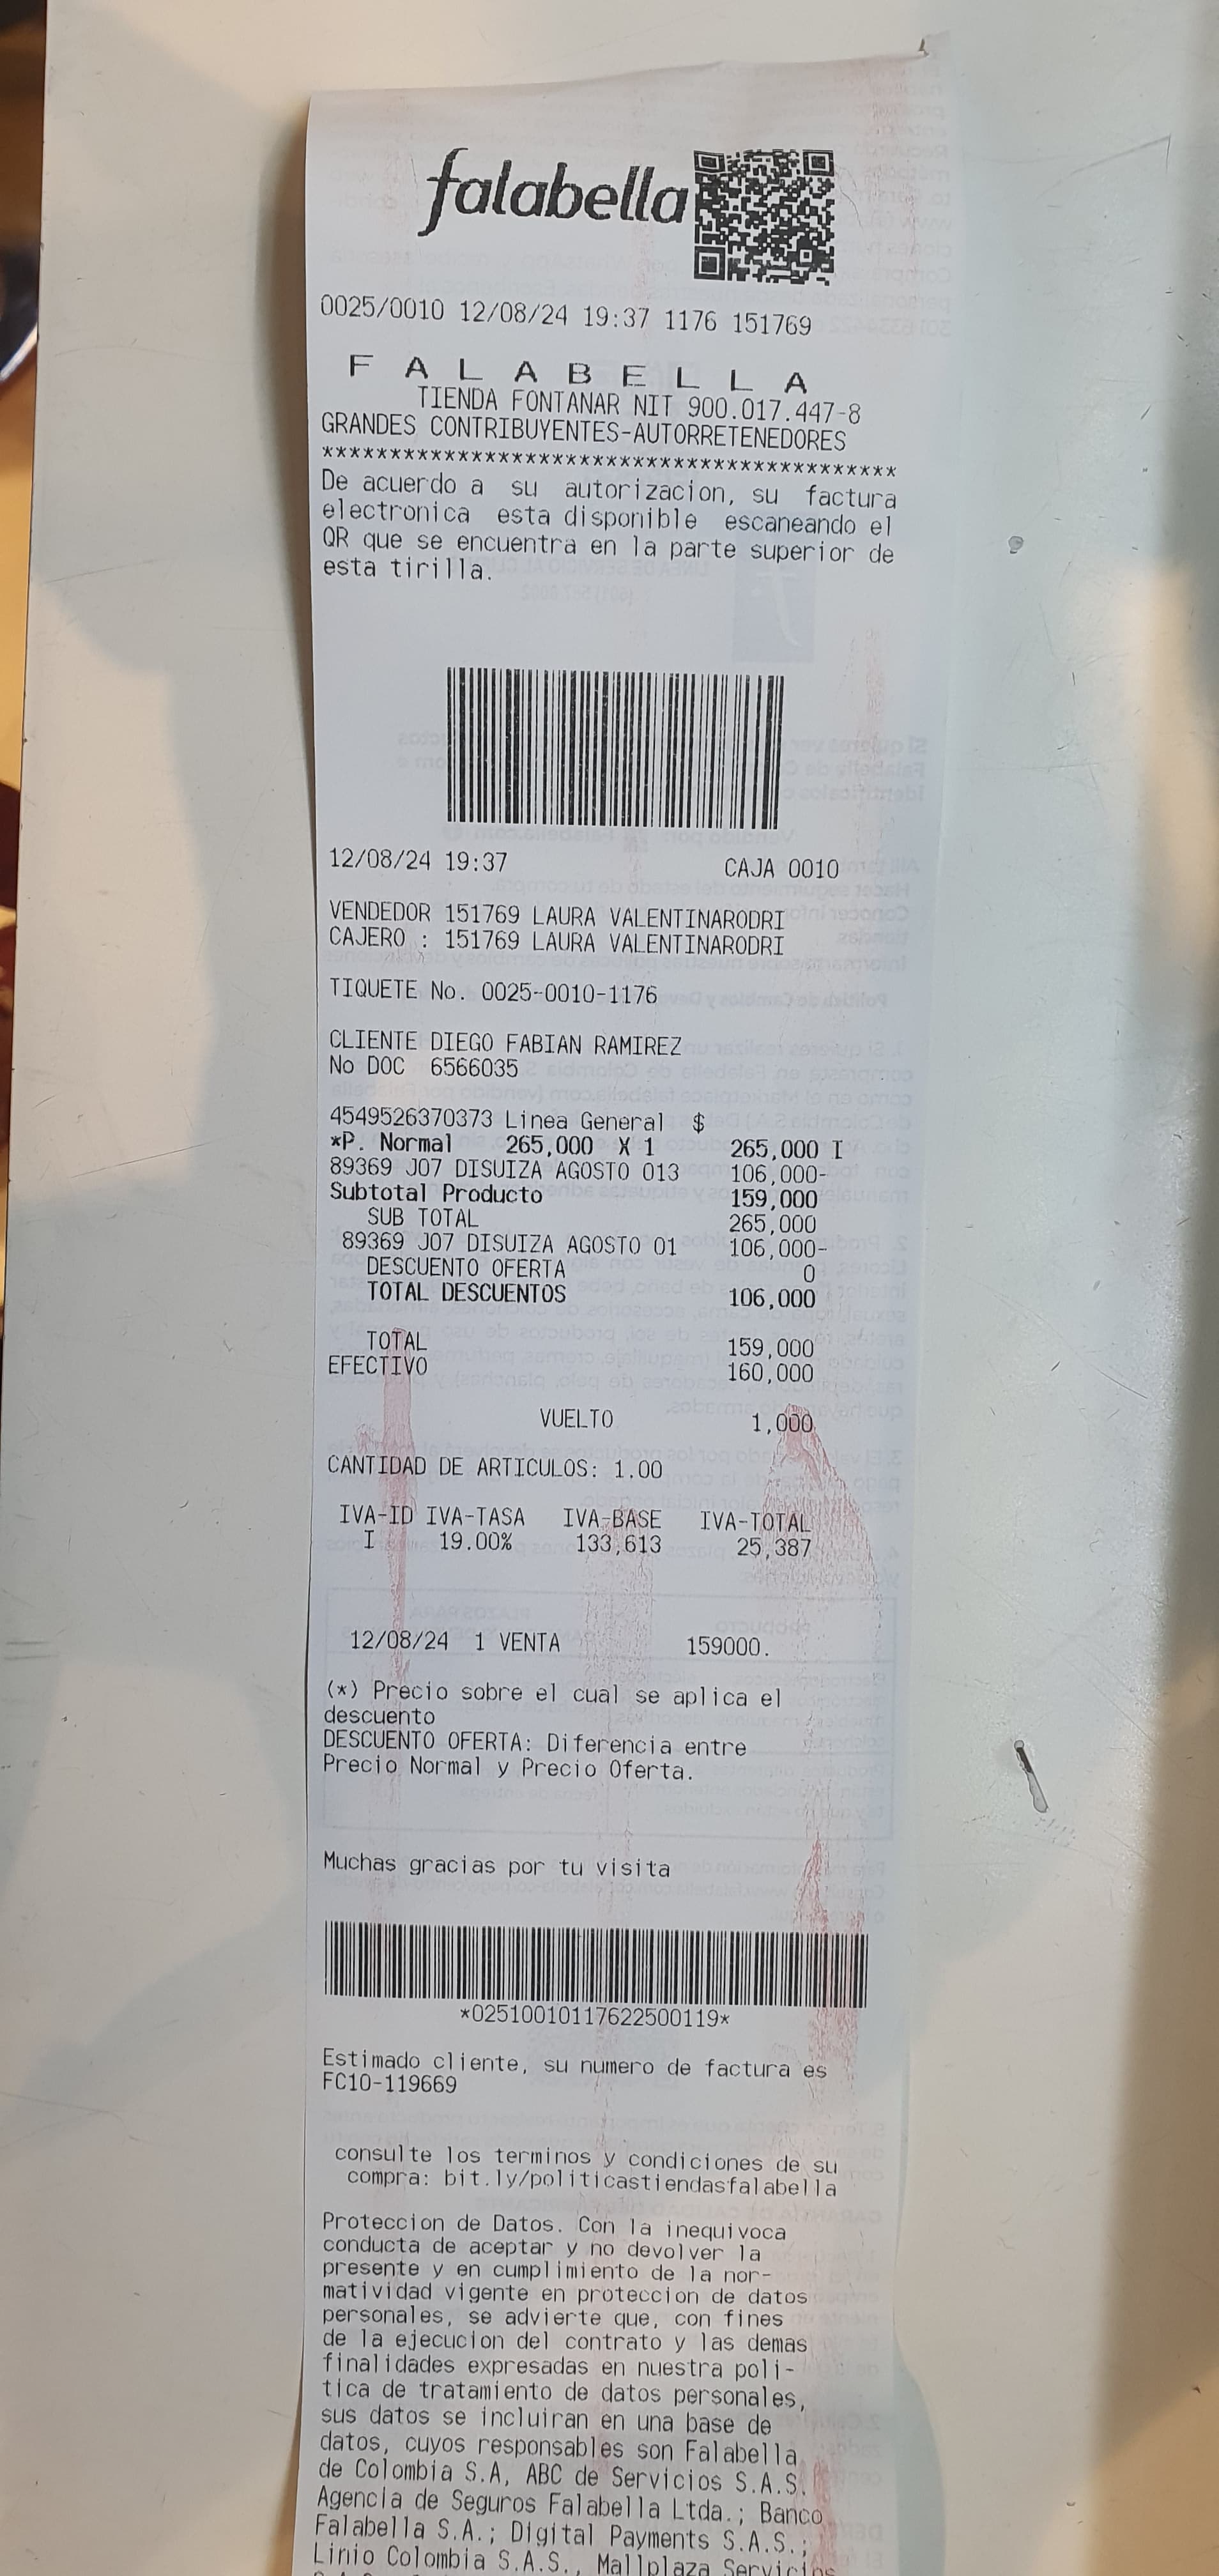 falabella
0025/0010 12/08/24 19:37 1176 151769
F A L A B E L L A
TIENDA FONTANAR NIT 900.017.447-8
GRANDES CONTRIBUYENTES-AUTORRETENEDORES
*******************************************
De acuerdo a su autorizacion, su factura
electronica esta disponible escaneando el
QR que se encuentra en la parte superior de
esta tirilla.
12/08/24 19:37 CAJA 0010
VENDEDOR 151769 LAURA VALENTINARODRI
CAJERO : 151769 LAURA VALENTINARODRI
TIQUETE No. 0025-0010-1176
CLIENTE DIEGO FABIAN RAMIREZ
No DOC 6566035
4549526370373 Linea General $
*P. Normal 265,000 X 1 265,000 I
89369 J07 DISUIZA AGOSTO 013 106,000-
Subtotal Producto 159,000
SUB TOTAL 265,000
89369 J07 DISUIZA AGOSTO 01 106,000-
DESCUENTO OFERTA 0
TOTAL DESCUENTOS 106,000
TOTAL 159,000
EFECTIVO 160,000
VUELTO 1,000
CANTIDAD DE ARTICULOS: 1.00
IVA-ID IVA-TASA IVA-BASE IVA-TOTAL
I 19.00% 133,613 25,387
12/08/24 1 VENTA 159000.
(*) Precio sobre el cual se aplica el
descuento
DESCUENTO OFERTA: Diferencia entre
Precio Normal y Precio Oferta.
Muchas gracias por tu visita
*02510010117622500119*
Estimado cliente, su numero de factura es
FC10-119669
consulte los terminos y condiciones de su
compra: bit.ly/politicastiendasfalabella
Proteccion de Datos. Con la inequivoca
conducta de aceptar y no devolver la
presente y en cumplimiento de la nor-
matividad vigente en proteccion de datos
personales, se advierte que, con fines
de la ejecucion del contrato y las demas
finalidades expresadas en nuestra poli-
tica de tratamiento de datos personales,
sus datos se incluiran en una base de
datos, cuyos responsables son Falabella
de Colombia S.A, ABC de Servicios S.A.S.
Agencia de Seguros Falabella Ltda.; Banco
Falabella S.A.; Digital Payments S.A.S.;
Linio Colombia S.A.S., Mallplaza Servicios